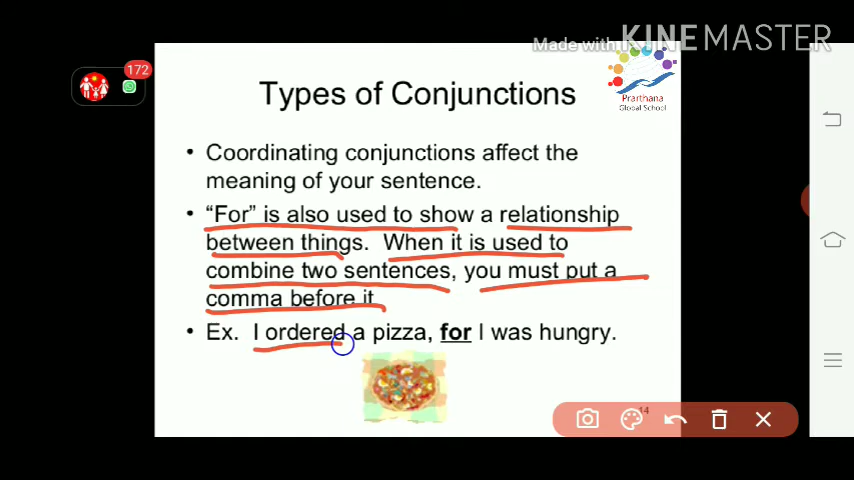 Made with KINEMASTER
172
Prarthana
Global School
Types of Conjunctions
• Coordinating conjunctions affect the
meaning of your sentence.
• “For” is also used to show a relationship
between things. When it is used to
combine two sentences, you must put a
comma before it
• Ex. I ordered a pizza, for I was hungry.
14